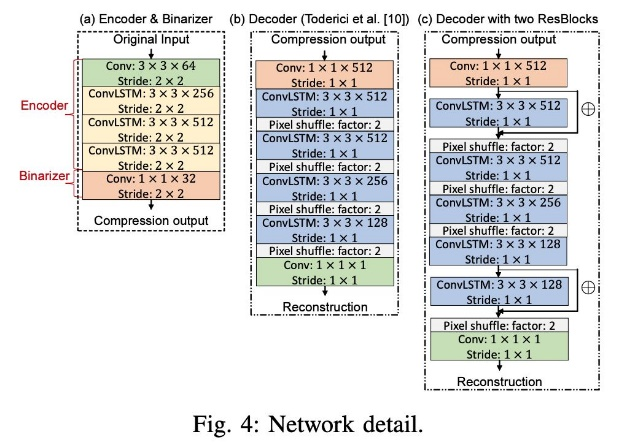 (a) Encoder & Binarizer
Original Input
Encoder
Conv: 3 × 3 × 64
Stride: 2 × 2
ConvLSTM: 3 × 3 × 256
Stride: 2 × 2
ConvLSTM: 3 × 3 × 512
Stride: 2 × 2
ConvLSTM: 3 × 3 × 512
Stride: 2 × 2
Binarizer
Conv: 1 × 1 × 32
Stride: 2 × 2
Compression output
(b) Decoder (Toderici et al. [10])
Compression output
Conv: 1 × 1 × 512
Stride: 1 × 1
ConvLSTM: 3 × 3 × 512
Stride: 1 × 1
Pixel shuffle: factor: 2
ConvLSTM: 3 × 3 × 512
Stride: 1 × 1
Pixel shuffle: factor: 2
ConvLSTM: 3 × 3 × 256
Stride: 1 × 1
Pixel shuffle: factor: 2
ConvLSTM: 3 × 3 × 128
Stride: 1 × 1
Pixel shuffle: factor: 2
Conv: 1 × 1 × 1
Stride: 1 × 1
Reconstruction
(c) Decoder with two ResBlocks
Compression output
Conv: 1 × 1 × 512
Stride: 1 × 1
ConvLSTM: 3 × 3 × 512
Stride: 1 × 1
⊕
Pixel shuffle: factor: 2
ConvLSTM: 3 × 3 × 512
Stride: 1 × 1
Pixel shuffle: factor: 2
ConvLSTM: 3 × 3 × 256
Stride: 1 × 1
Pixel shuffle: factor: 2
ConvLSTM: 3 × 3 × 128
Stride: 1 × 1
ConvLSTM: 3 × 3 × 128
Stride: 1 × 1
⊕
Pixel shuffle: factor: 2
Conv: 1 × 1 × 1
Stride: 1 × 1
Reconstruction
Fig. 4: Network detail.